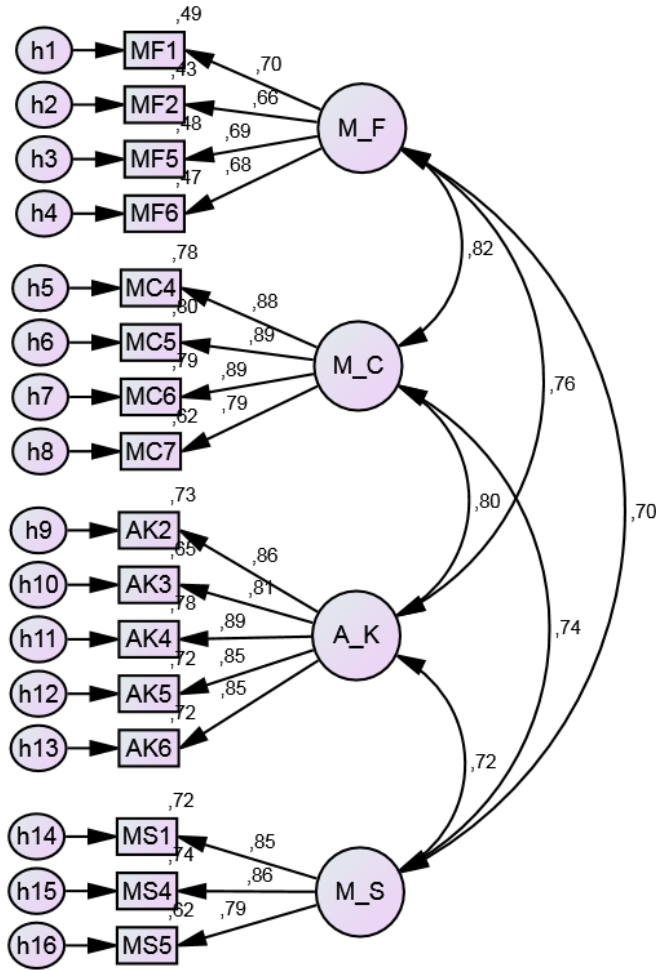 ,49
h1 MF1 ,70
,43
h2 MF2 ,66 M_F
,48
h3 MF5 ,69
,47
h4 MF6 ,68
,82
,78
h5 MC4 ,88
,80
h6 MC5 ,89 M_C
,79
h7 MC6 ,89 ,76
,62
h8 MC7 ,79
,73
h9 AK2 ,86 ,80 ,70
,65
h10 AK3 ,81
,78
h11 AK4 ,89 A_K ,74
,72
h12 AK5 ,85
,72
h13 AK6 ,85
,72
,72
h14 MS1 ,85
,74
h15 MS4 ,86 M_S
,62
h16 MS5 ,79